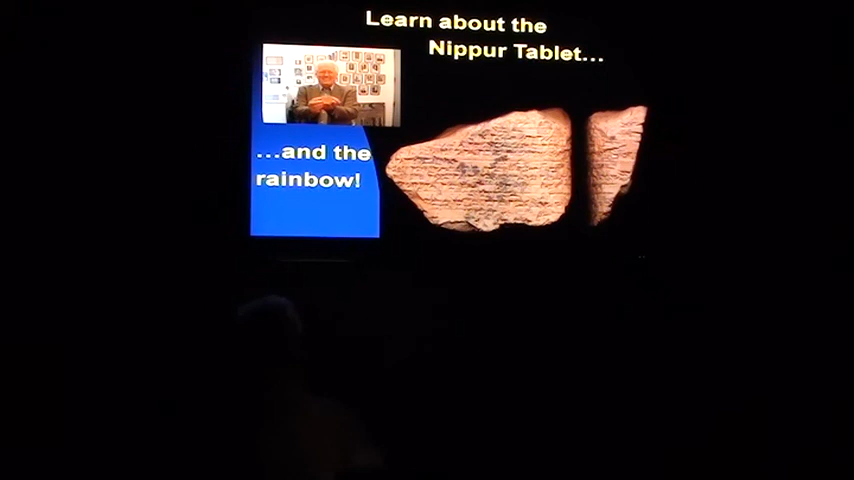 Learn about the
Nippur Tablet...
...and the
rainbow!